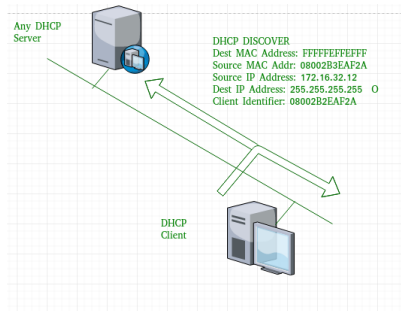 Any DHCP
Server
DHCP DISCOVER
Dest MAC Address: FFFFFEFFEFFF
Source MAC Addr: 08002B3EAF2A
Source IP Address: 172.16.32.12
Dest IP Address: 255.255.255.255 O
Client Identifier: 08002B2EAF2A
DHCP
Client